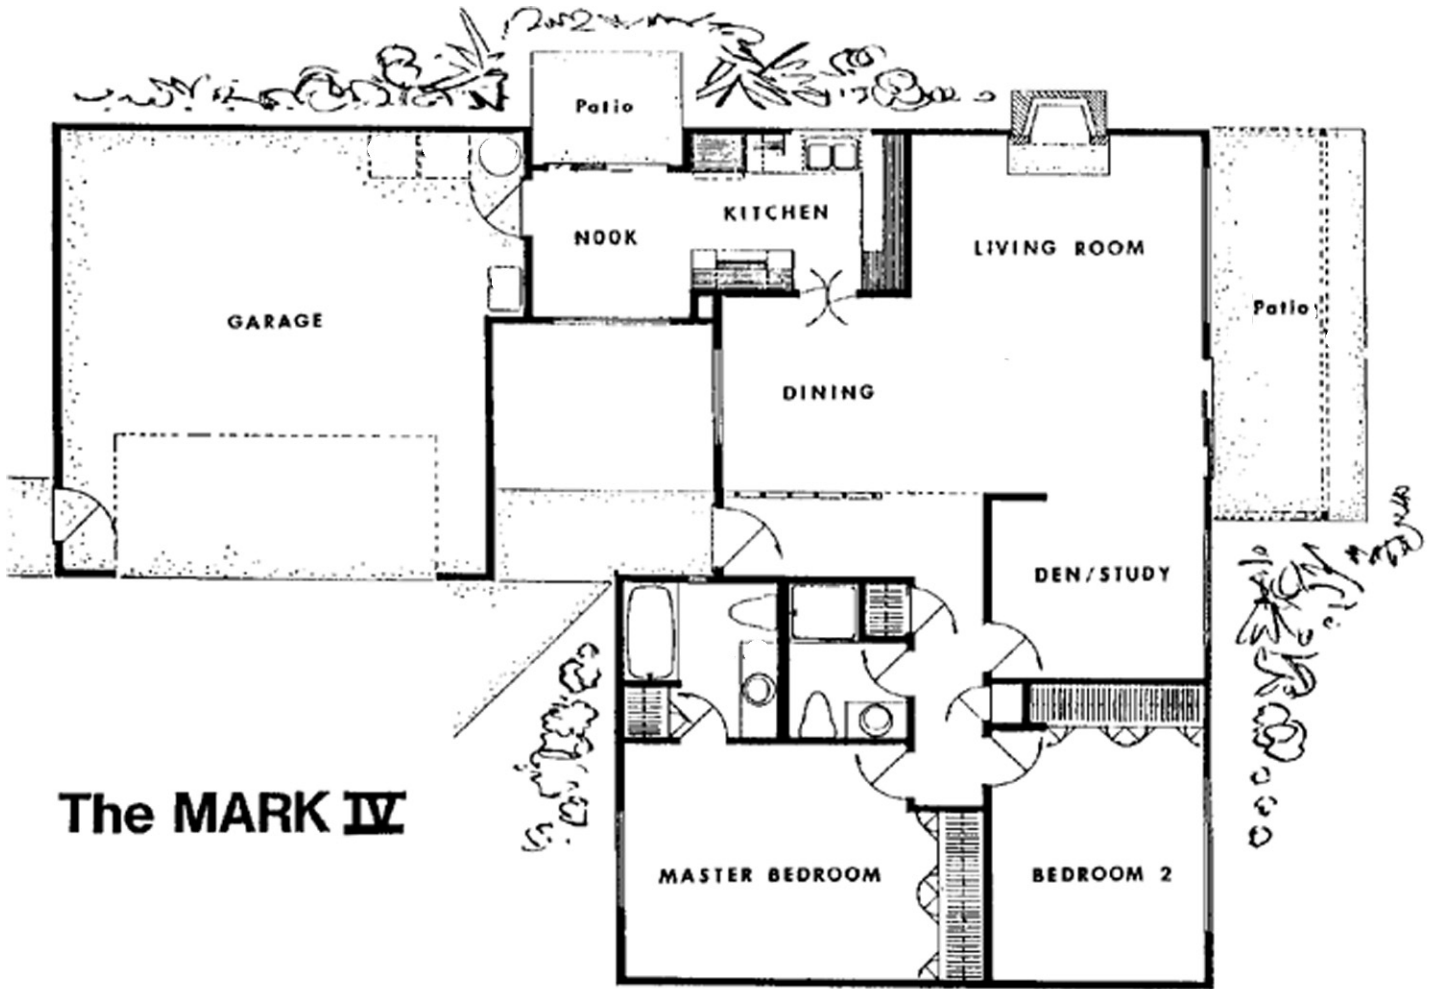 Patio
KITCHEN
NOOK
LIVING ROOM
GARAGE
Patio
DINING
DEN/STUDY
The MARK IV
MASTER BEDROOM
BEDROOM 2